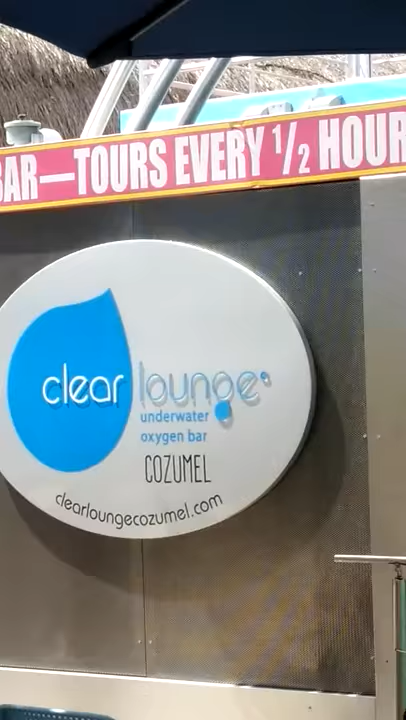 BAR—TOURS EVERY 1/2 HOUR
clear lounge
underwater
oxygen bar
COZUMEL
clearloungecozumel.com